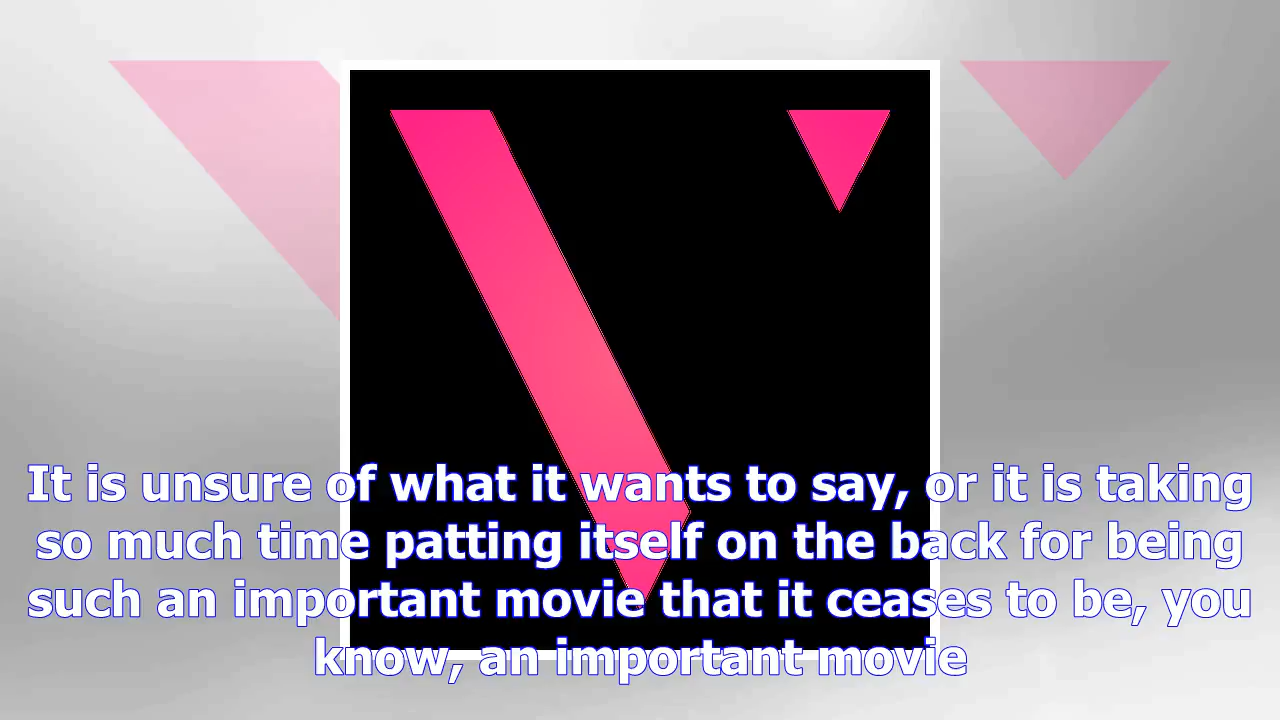 It is unsure of what it wants to say, or it is taking
so much time patting itself on the back for being
such an important movie that it ceases to be, you
know, an important movie